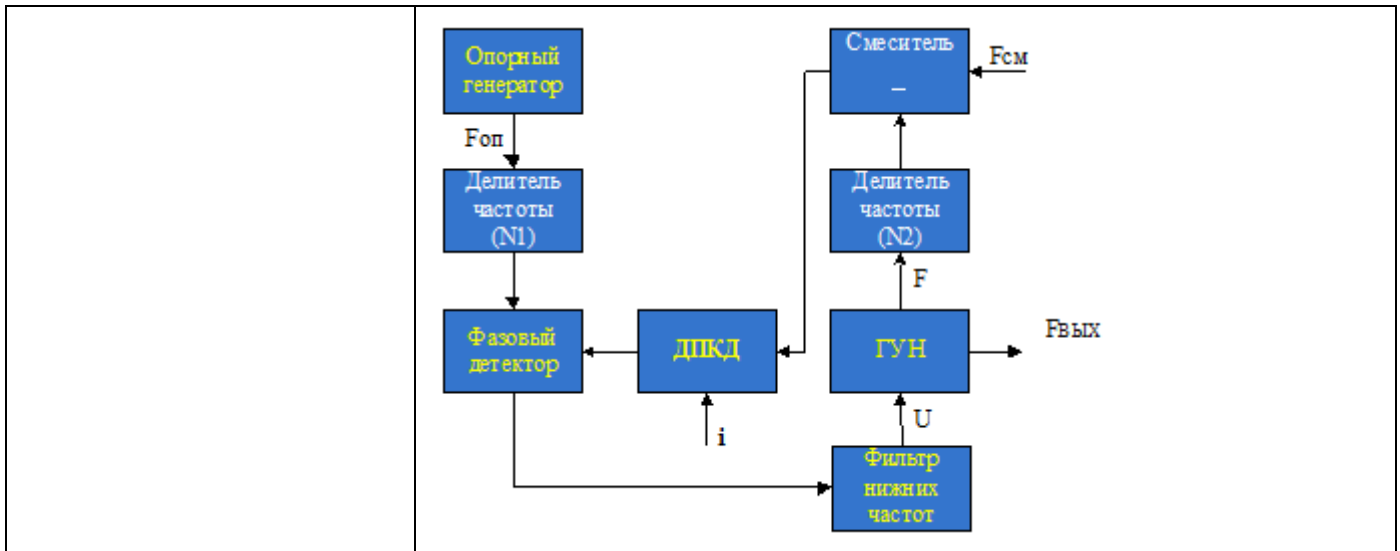 Опорный
генератор
Fоп
Делитель
частоты
(N1)
Фазовый
детектор
ДПКД
i
Смеситель
–
Fсм
Делитель
частоты
(N2)
F
ГУН
Fвых
U
Фильтр
нижних
частот